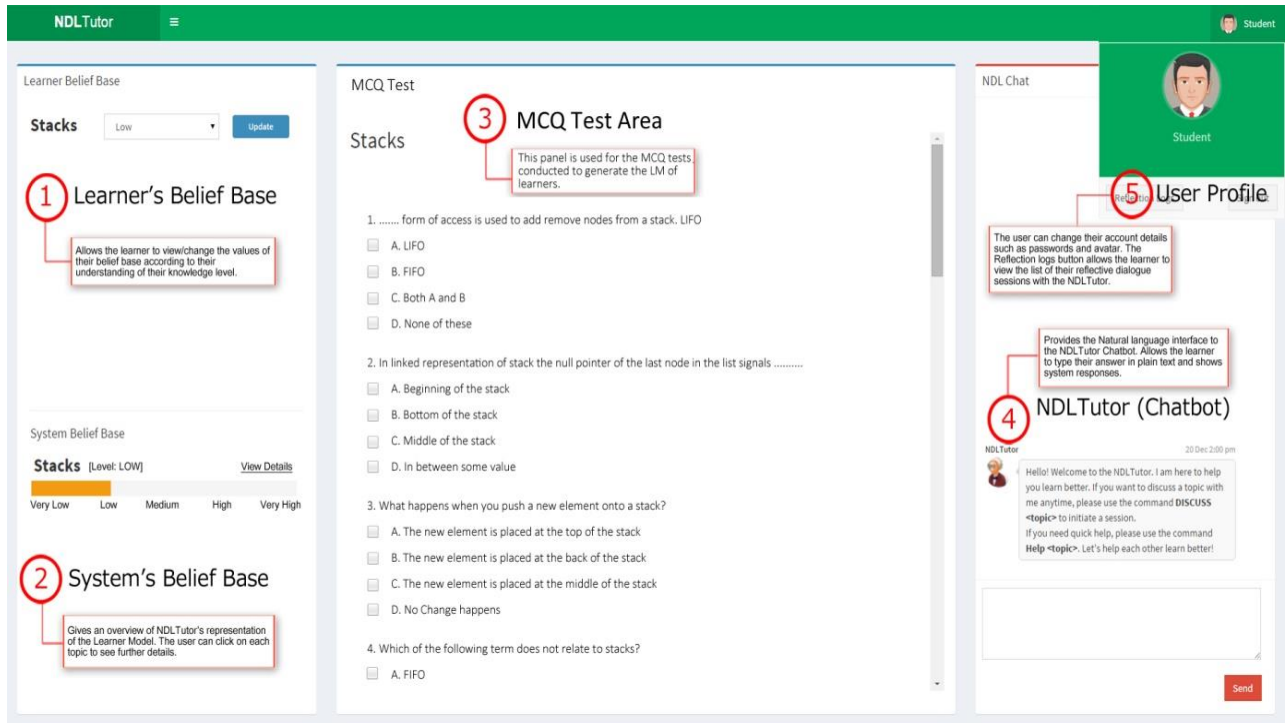 NDLTutor
Student
Learner Belief Base
Stacks Low Update
1 Learner's Belief Base
Allows the learner to view/change the values of
their belief base according to their
understanding of their knowledge level.
System Belief Base
Stacks [Level: LOW] View Details
Very Low Low Medium High Very High
2 System's Belief Base
Gives an overview of NDLTutor's representation
of the Learner Model. The user can click on each
topic to see further details.
MCQ Test
3 MCQ Test Area
Stacks
This panel is used for the MCQ tests,
conducted to generate the LM of
learners.
1. ....... form of access is used to add remove nodes from a stack. LIFO
A. LIFO
B. FIFO
C. Both A and B
D. None of these
2. In linked representation of stack the null pointer of the last node in the list signals ..........
A. Beginning of the stack
B. Bottom of the stack
C. Middle of the stack
D. In between some value
3. What happens when you push a new element onto a stack?
A. The new element is placed at the top of the stack
B. The new element is placed at the back of the stack
C. The new element is placed at the middle of the stack
D. No Change happens
4. Which of the following term does not relate to stacks?
A. FIFO
NDL Chat
Student
5 User Profile
The user can change their account details
such as passwords and avatar. The
Reflection logs button allows the learner to
view the list of their reflective dialogue
sessions with the NDLTutor.
Provides the Natural language interface to
the NDLTutor Chatbot. Allows the learner
to type their answer in plain text and shows
system responses.
4 NDLTutor (Chatbot)
NDLTutor 20 Dec 2:00 pm
Hello! Welcome to the NDLTutor. I am here to help
you learn better. If you want to discuss a topic with
me anytime, please use the command DISCUSS
<topic> to initiate a session.
If you need quick help, please use the command
Help <topic>. Let's help each other learn better!
Send